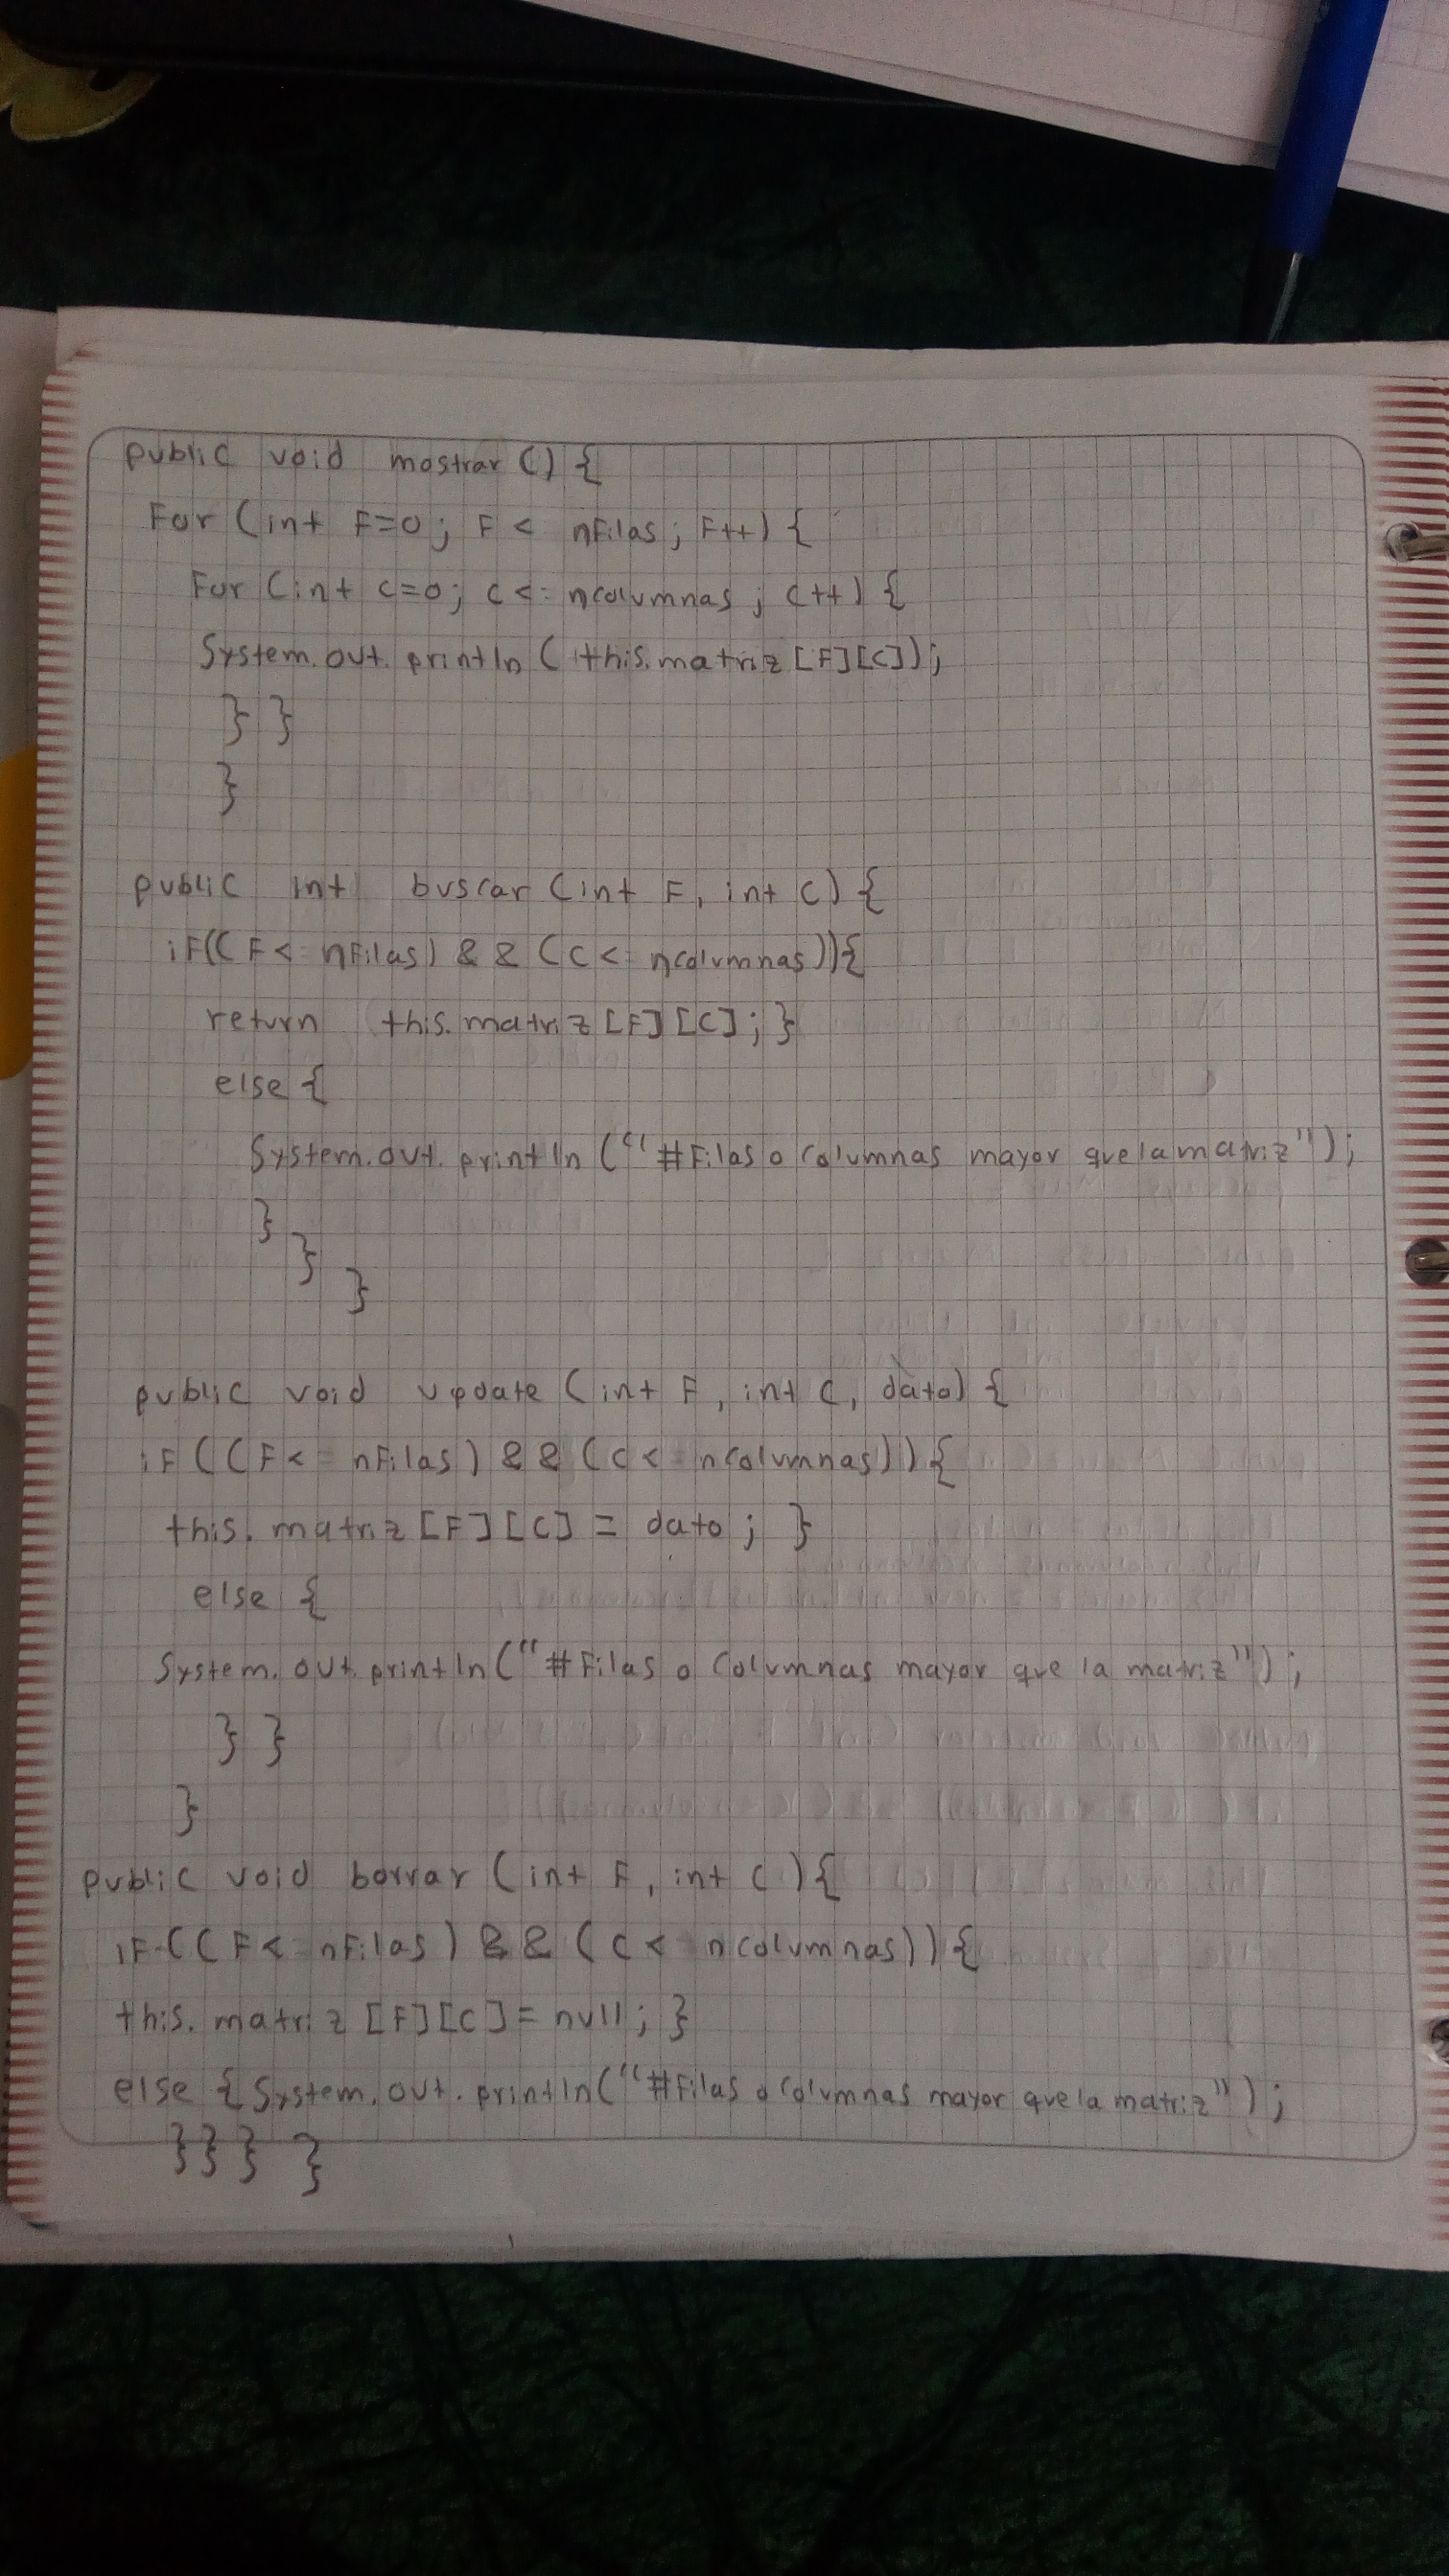 public void mostrar () {
For (int F=0; F < nFilas; F++) {
For (int c=0; c <= ncolumnas; c++) {
System.out.println (this.matriz [F][C]);
} }
}
public int buscar (int F, int C) {
iF((F <= nFilas) && (C <= ncolumnas)){
return this.matriz [F][C]; }
else {
System.out.println ("#Filas o Columnas mayor que la matriz");
}
}
}
public void update (int F, int C, dato) {
iF ((F <= nFilas) && (C <= nColumnas)) {
this.matriz [F][C] = dato; }
else {
System.out.println ("#Filas o Columnas mayor que la matriz");
} }
}
public void borrar (int F, int C ){
iF ((F <= nFilas) && (C <= nColumnas)) {
this.matriz [F][C] = null; }
else {System.out.println("#Filas o Columnas mayor que la matriz");
}}} }